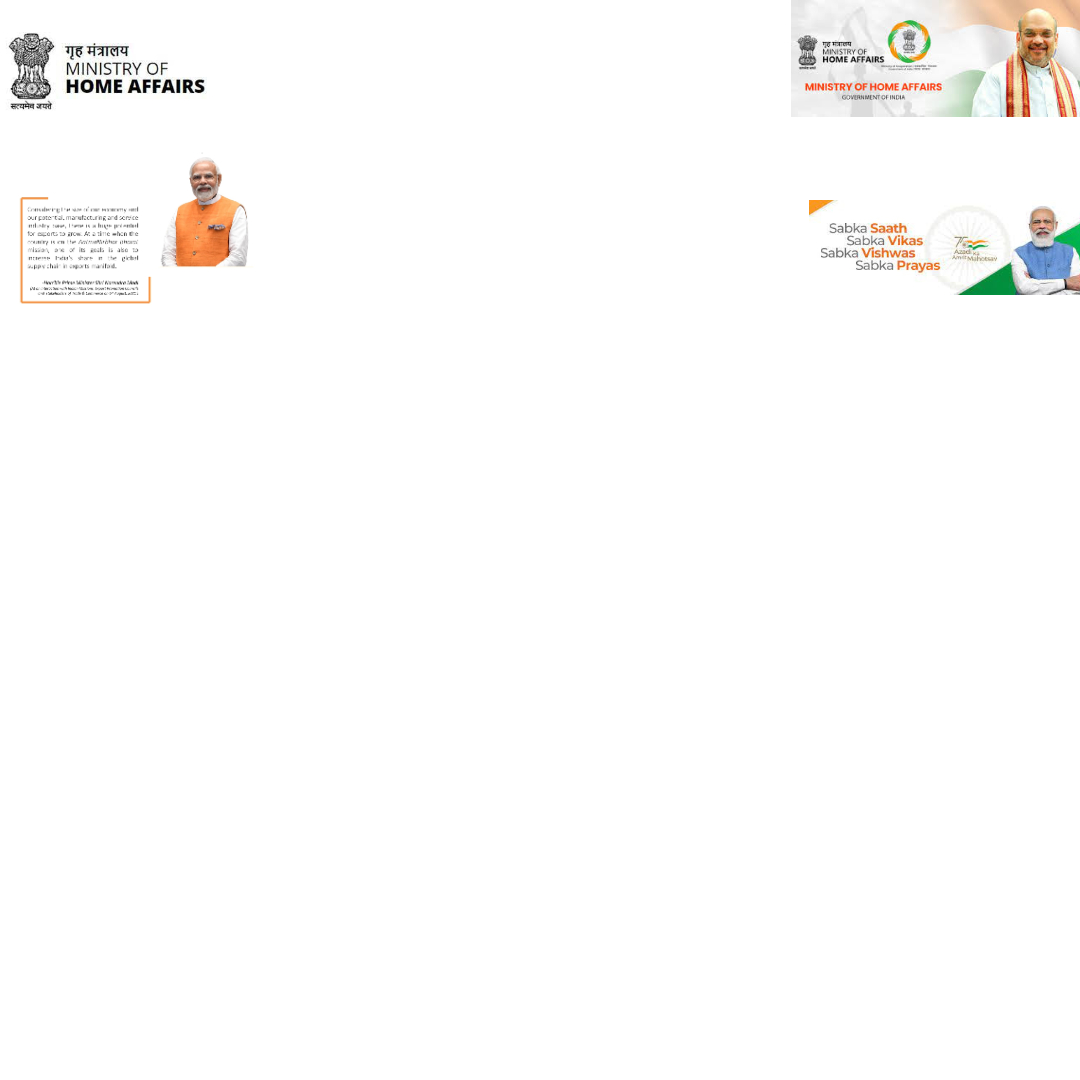 गृह मंत्रालय
MINISTRY OF
HOME AFFAIRS
सत्यमेव जयते
गृह मंत्रालय
MINISTRY OF
HOME AFFAIRS
MINISTRY OF HOME AFFAIRS
GOVERNMENT OF INDIA
Considering the size of our economy and
our potential, manufacturing and service
industry base, there is a huge potential
for exports to grow. At a time when the
country is on the Aatmanirbhar Bharat
mission, one of its goals is also to
increase India's share in the global
supply chain in exports manifold.
-Hon'ble Prime Minister Shri Narendra Modi
Sabka Saath
Sabka Vikas
Sabka Vishwas
Sabka Prayas
75
Azadi Ka
Amrit Mahotsav